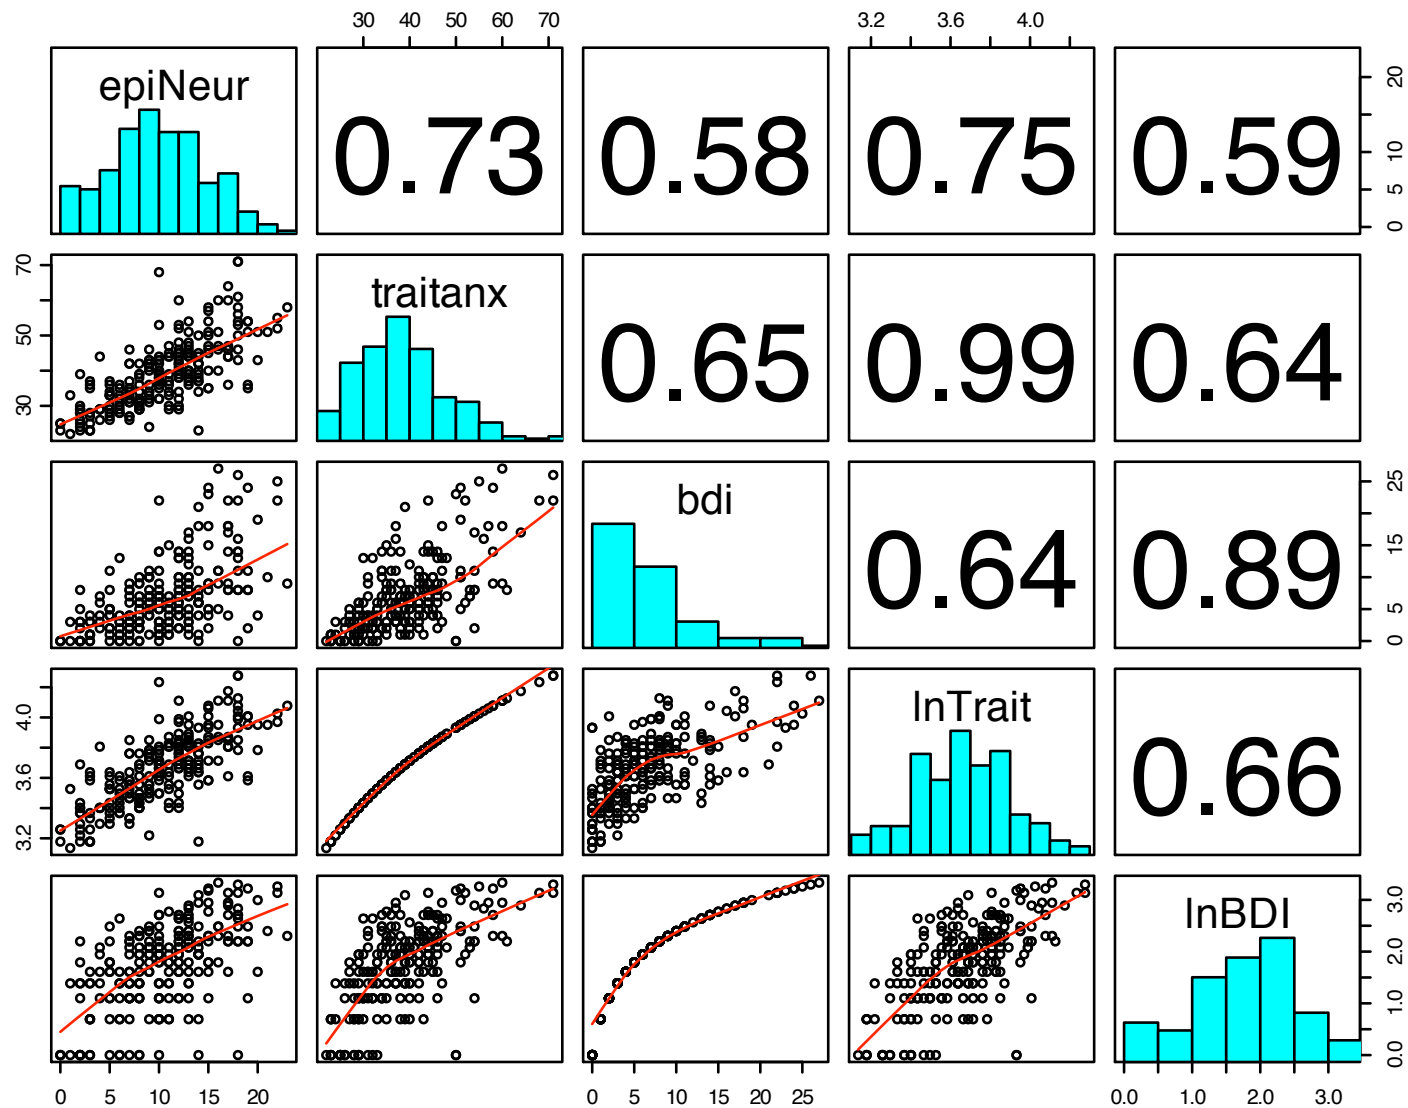 30 40 50 60 70 3.2 3.6 4.0
epiNeur 0.73 0.58 0.75 0.59 0 5 10 20
30 50 70 traitanx 0.65 0.99 0.64
bdi 0.64 0.89 0 5 15 25
3.2 3.6 4.0 lnTrait 0.66
lnBDI 0.0 1.0 2.0 3.0
0 5 10 15 20 0 5 10 15 20 25 0.0 1.0 2.0 3.0